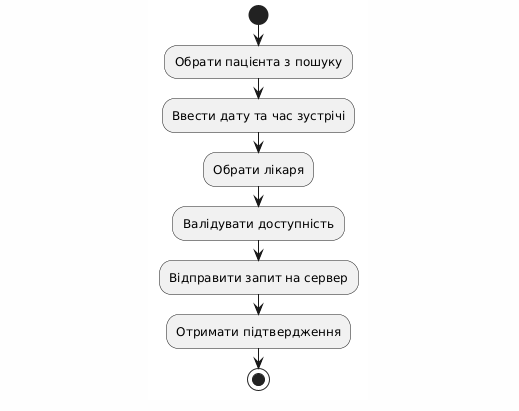 Обрати пацієнта з пошуку
Ввести дату та час зустрічі
Обрати лікаря
Валідувати доступність
Відправити запит на сервер
Отримати підтвердження